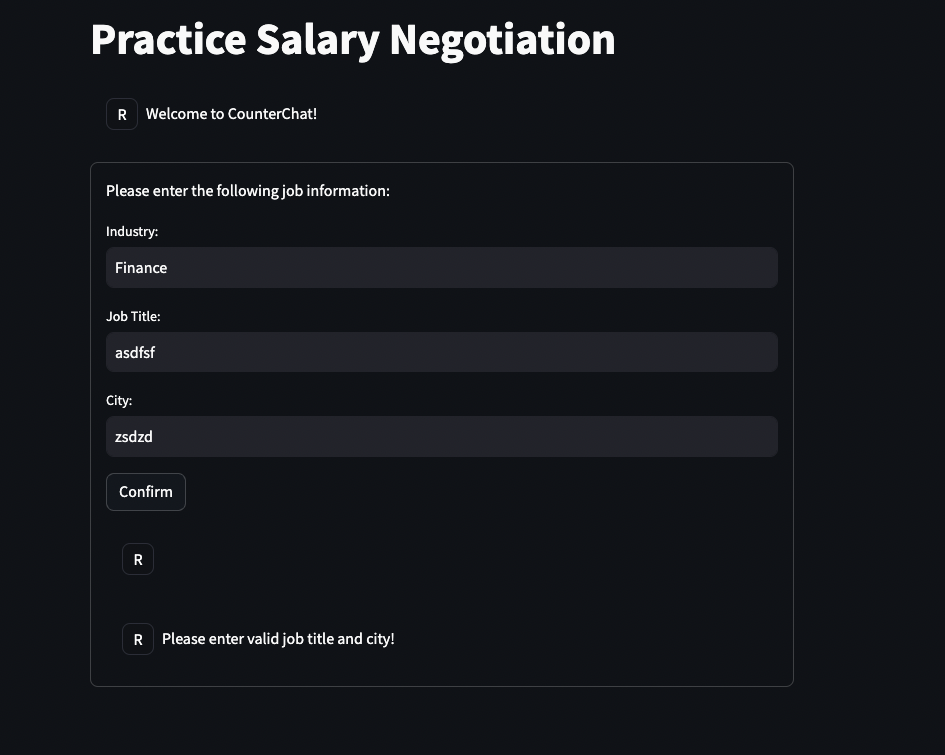 Practice Salary Negotiation
R Welcome to CounterChat!
Please enter the following job information:
Industry:
Finance
Job Title:
asdfsf
City:
zsdzd
Confirm
R
R Please enter valid job title and city!